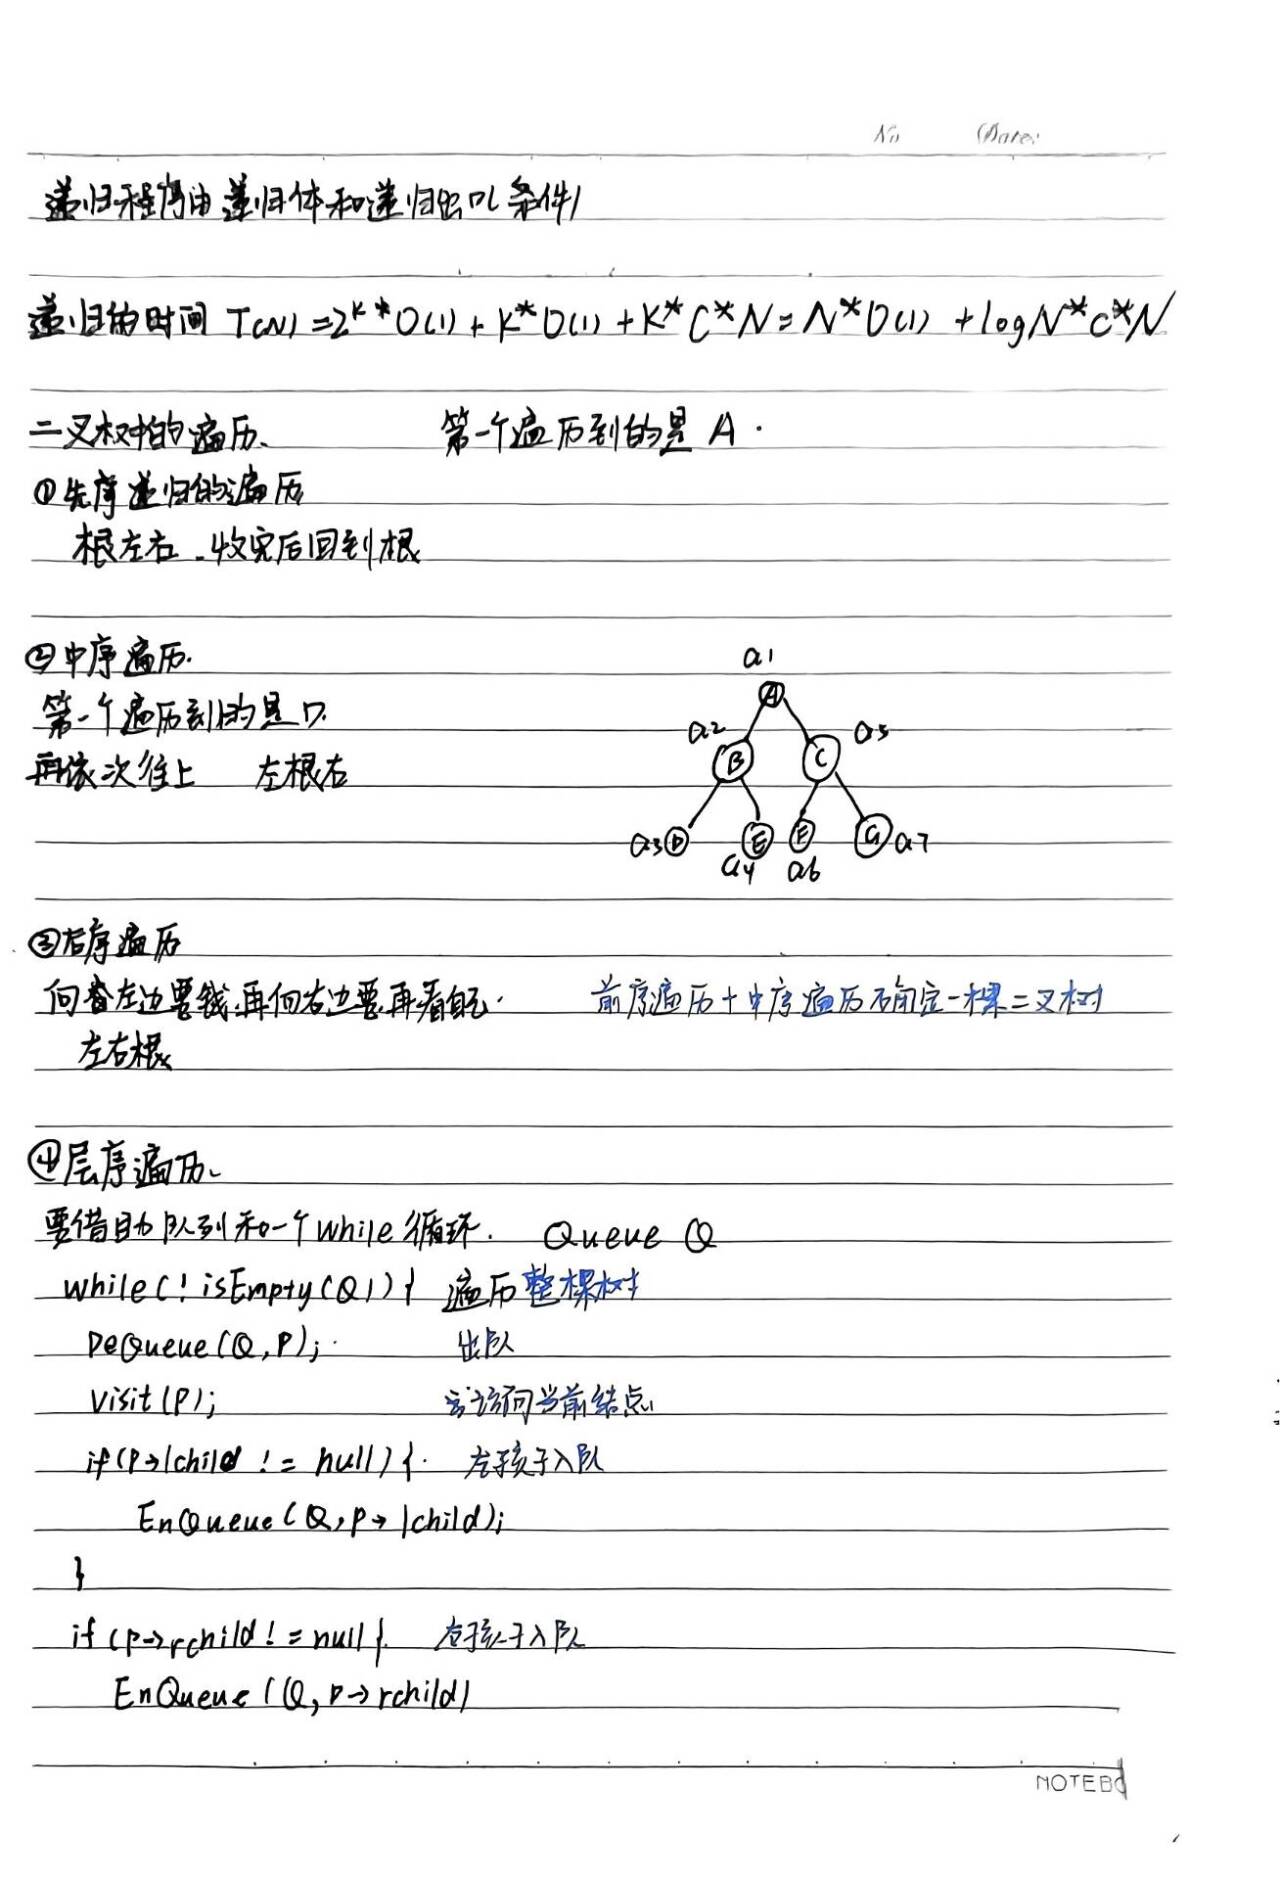 No Date:
递归程序由递归体和递归出口(条件)
递归的时间 T(N)=2^K*O(1)+K*O(1)+K*C*N=N*O(1)+logN*C*N
二叉树的遍历、 第一个遍历到的是 A.
①先序递归的遍历
根左右.收完后回到根
②中序遍历.
第一个遍历到的是D.
再依次往上 左根右
a1
A
a2 a5
B C
a3 D E F G a7
a4 a6
③后序遍历
向左边要钱,再向右边要,再看自己. 前序遍历+中序遍历确定一棵二叉树
左右根
④层序遍历、
要借助队列和一个while循环. Queue Q
while(!isEmpty(Q)){ 遍历整棵树
DeQueue(Q,P); 出队
visit(P); 访问当前结点
if(P→lchild != null){ 左孩子入队
EnQueue(Q,P→lchild);
}
if(P→rchild!=null{ 右孩子入队
EnQueue(Q,P→rchild)
NOTEBO